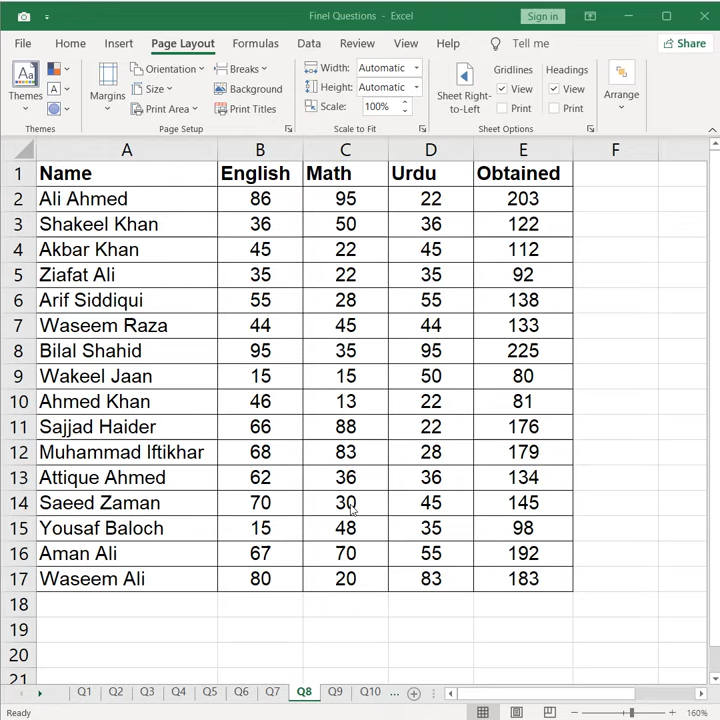 Finel Questions - Excel Sign in
File Home Insert Page Layout Formulas Data Review View Help Tell me Share
Themes
Aa
A
Themes
Margins
Orientation
Size
Print Area
Breaks
Background
Print Titles
Page Setup
Width: Automatic
Height: Automatic
Scale: 100%
Scale to Fit
Sheet Right-
to-Left
Gridlines
View
Print
Headings
View
Print
Sheet Options
Arrange
A B C D E F
1 Name English Math Urdu Obtained
2 Ali Ahmed 86 95 22 203
3 Shakeel Khan 36 50 36 122
4 Akbar Khan 45 22 45 112
5 Ziafat Ali 35 22 35 92
6 Arif Siddiqui 55 28 55 138
7 Waseem Raza 44 45 44 133
8 Bilal Shahid 95 35 95 225
9 Wakeel Jaan 15 15 50 80
10 Ahmed Khan 46 13 22 81
11 Sajjad Haider 66 88 22 176
12 Muhammad Iftikhar 68 83 28 179
13 Attique Ahmed 62 36 36 134
14 Saeed Zaman 70 30 45 145
15 Yousaf Baloch 15 48 35 98
16 Aman Ali 67 70 55 192
17 Waseem Ali 80 20 83 183
18
19
20
21
Q1 Q2 Q3 Q4 Q5 Q6 Q7 Q8 Q9 Q10 ...
Ready 160%